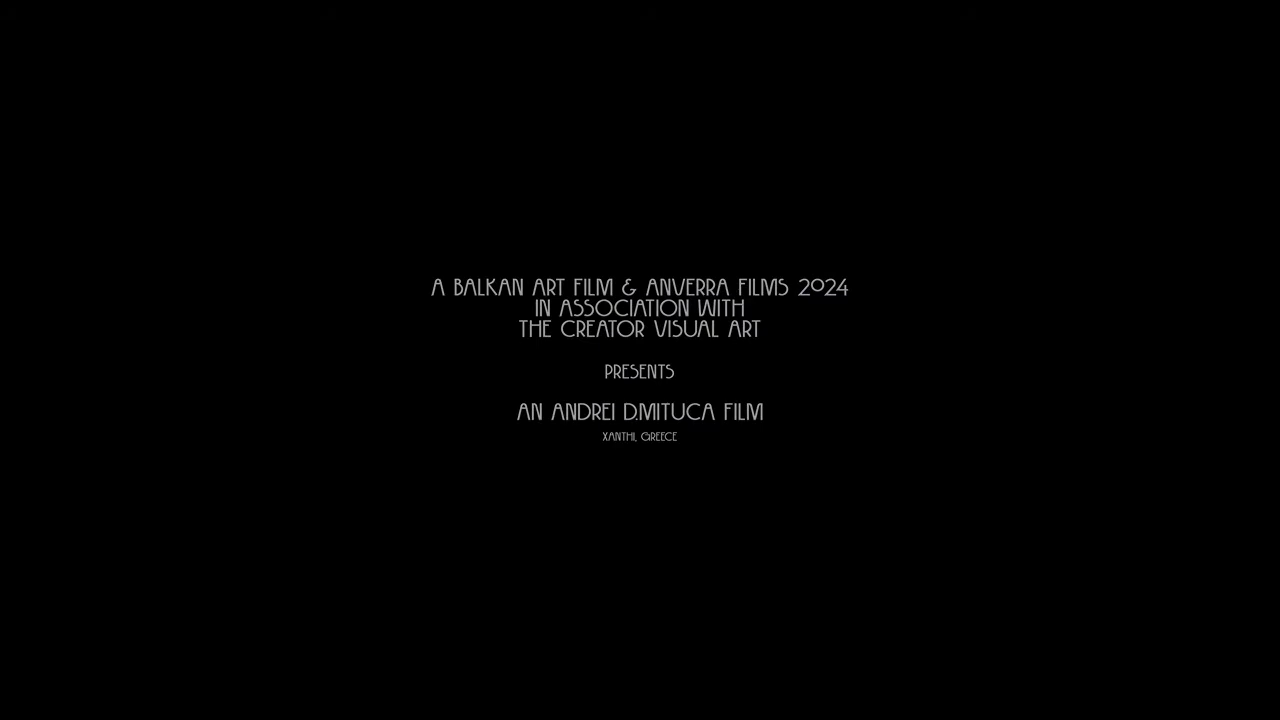 A BALKAN ART FILM & ANVERRA FILMS 2024
IN ASSOCIATION WITH
THE CREATOR VISUAL ART
PRESENTS
AN ANDREI D.MITUCA FILM
XANTHI, GREECE